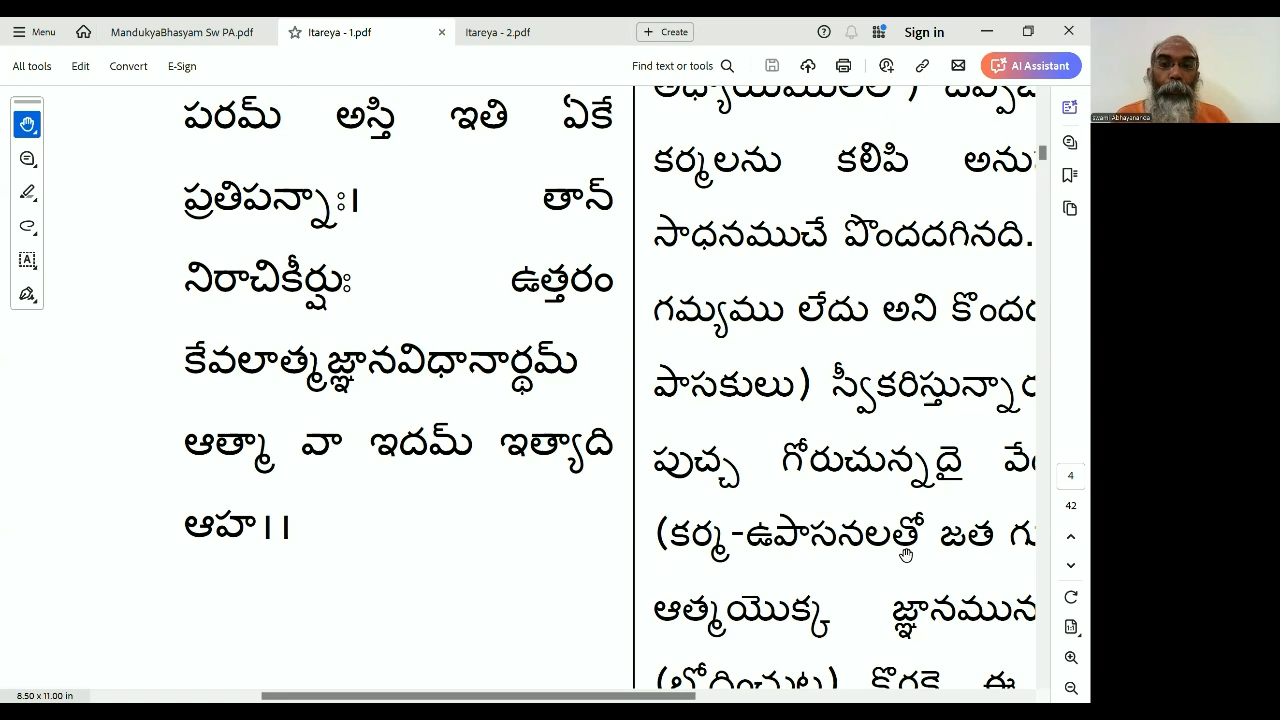 Menu
MandukyaBhasyam Sw PA.pdf
Itareya - 1.pdf
Itareya - 2.pdf
Create
Sign in
All tools
Edit
Convert
E-Sign
Find text or tools
AI Assistant
swami Abhayananda
పరమ్ అస్తి ఇతి ఏకే
ప్రతిపన్నాః।
తాన్
నిరాచికీర్షుః
ఉత్తరం
కేవలాత్మజ్ఞానవిధానార్థమ్
ఆత్మా వా ఇదమ్ ఇత్యాది
ఆహ।।
కర్మలను కలిపి
సాధనముచే పొందదగినది.
గమ్యము లేదు అని
పాసకులు)
పుచ్చ గోరుచున్నదై
(కర్మ-ఉపాసనలతో జత
ఆత్మయొక్క
(బోధించుట) కొరకై ఈ
4
42
8.50 x 11.00 in